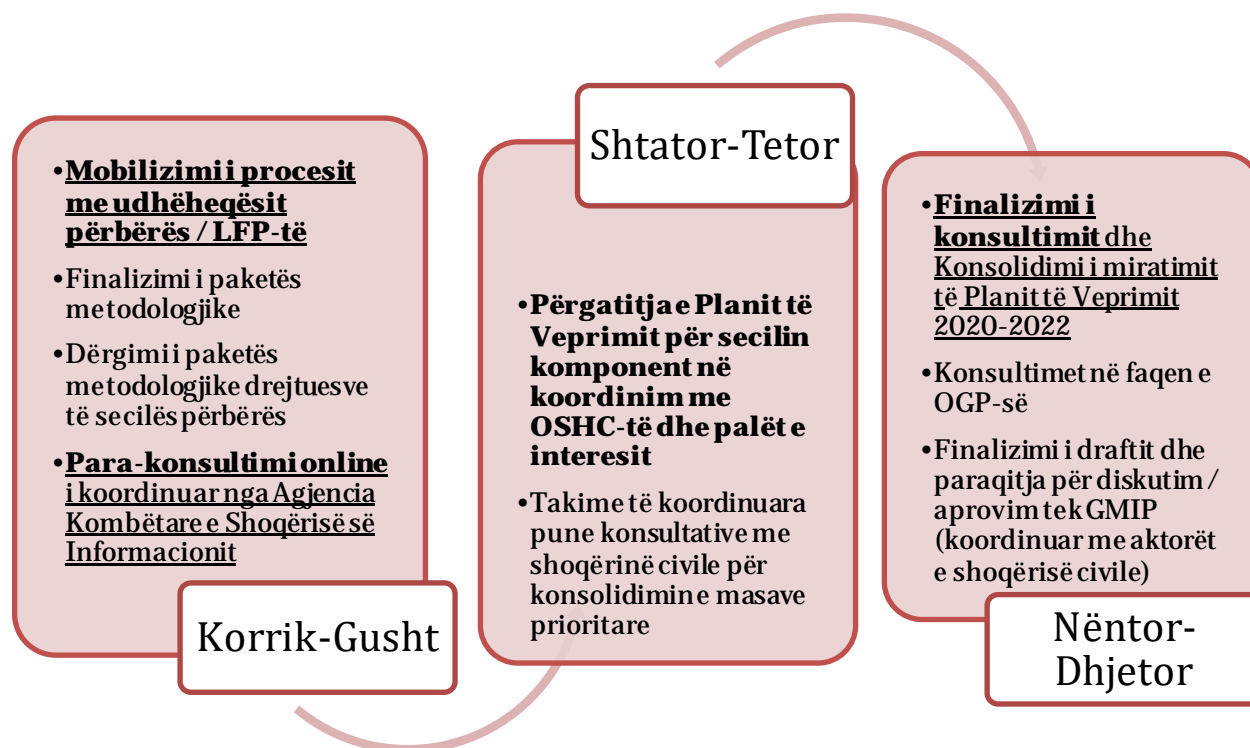 •Mobilizimi i procesit
me udhëheqësit
përbërës / LFP-të
•Finalizimi i paketës
metodologjike
•Dërgimi i paketës
metodologjike drejtuesve
të secilës përbërës
•Para-konsultimi online
i koordinuar nga Agjencia
Kombëtare e Shoqërisë së
Informacionit
Korrik-Gusht
Shtator-Tetor
•Përgatitja e Planit të
Veprimit për secilin
komponent në
koordinim me
OSHC-të dhe palët e
interesit
•Takime të koordinuara
pune konsultative me
shoqërinë civile për
konsolidimin e masave
prioritare
•Finalizimi i
konsultimit dhe
Konsolidimi i miratimit
të Planit të Veprimit
2020-2022
•Konsultimet në faqen e
OGP-së
•Finalizimi i draftit dhe
paraqitja për diskutim /
aprovim tek GMIP
(koordinuar me aktorët
e shoqërisë civile)
Nëntor-
Dhjetor